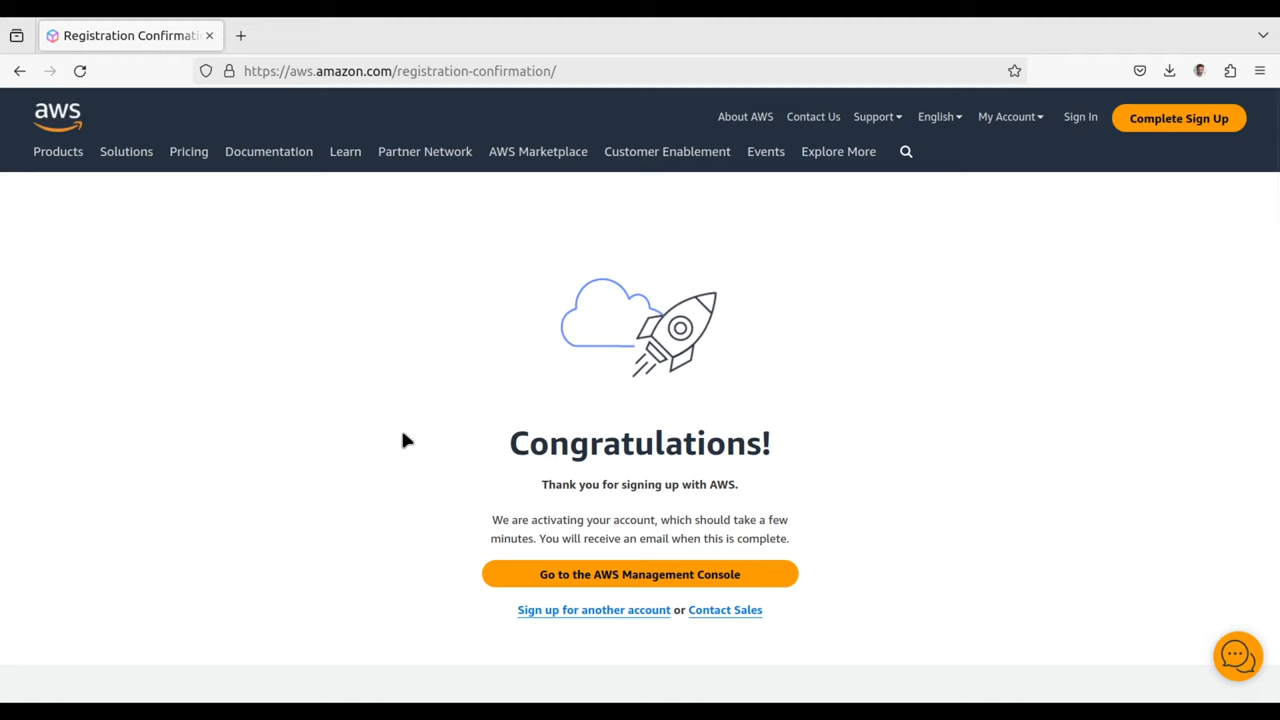 Registration Confirmati
https://aws.amazon.com/registration-confirmation/
aws
About AWS
Contact Us
Support
English
My Account
Sign In
Complete Sign Up
Products
Solutions
Pricing
Documentation
Learn
Partner Network
AWS Marketplace
Customer Enablement
Events
Explore More
Congratulations!
Thank you for signing up with AWS.
We are activating your account, which should take a few
minutes. You will receive an email when this is complete.
Go to the AWS Management Console
Sign up for another account or Contact Sales